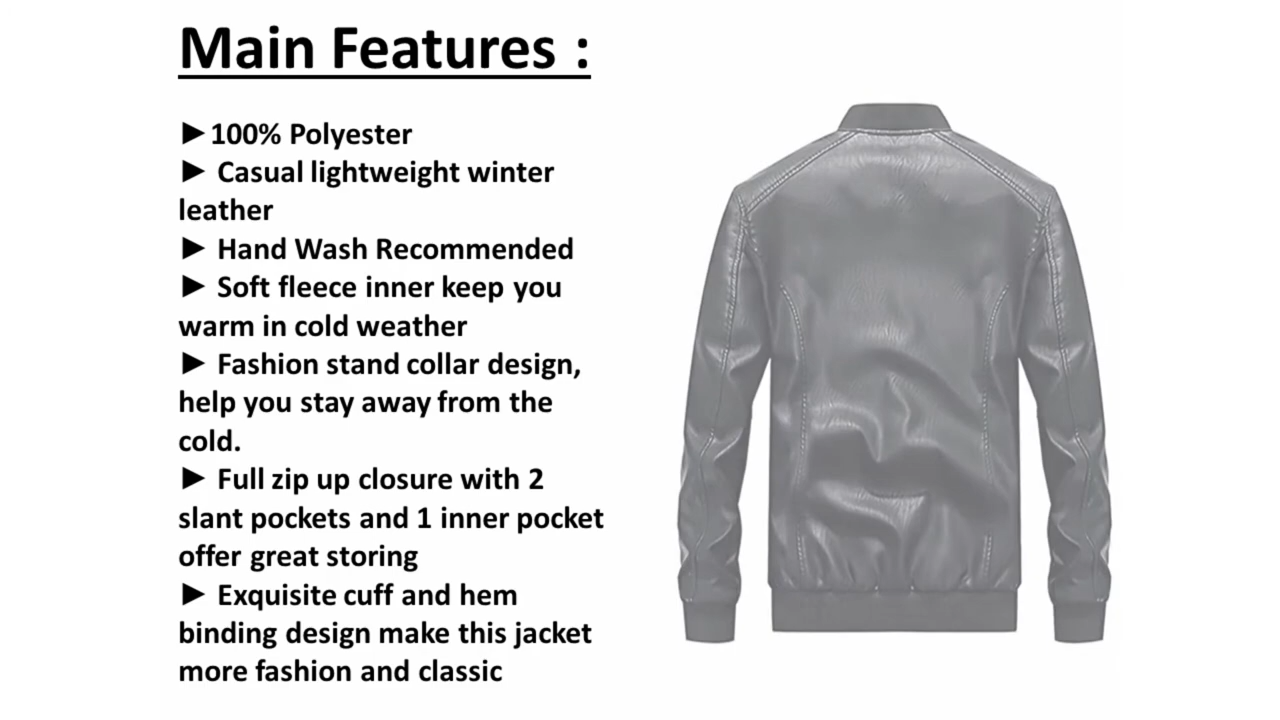 Main Features :
►100% Polyester
► Casual lightweight winter
leather
► Hand Wash Recommended
► Soft fleece inner keep you
warm in cold weather
► Fashion stand collar design,
help you stay away from the
cold.
► Full zip up closure with 2
slant pockets and 1 inner pocket
offer great storing
► Exquisite cuff and hem
binding design make this jacket
more fashion and classic